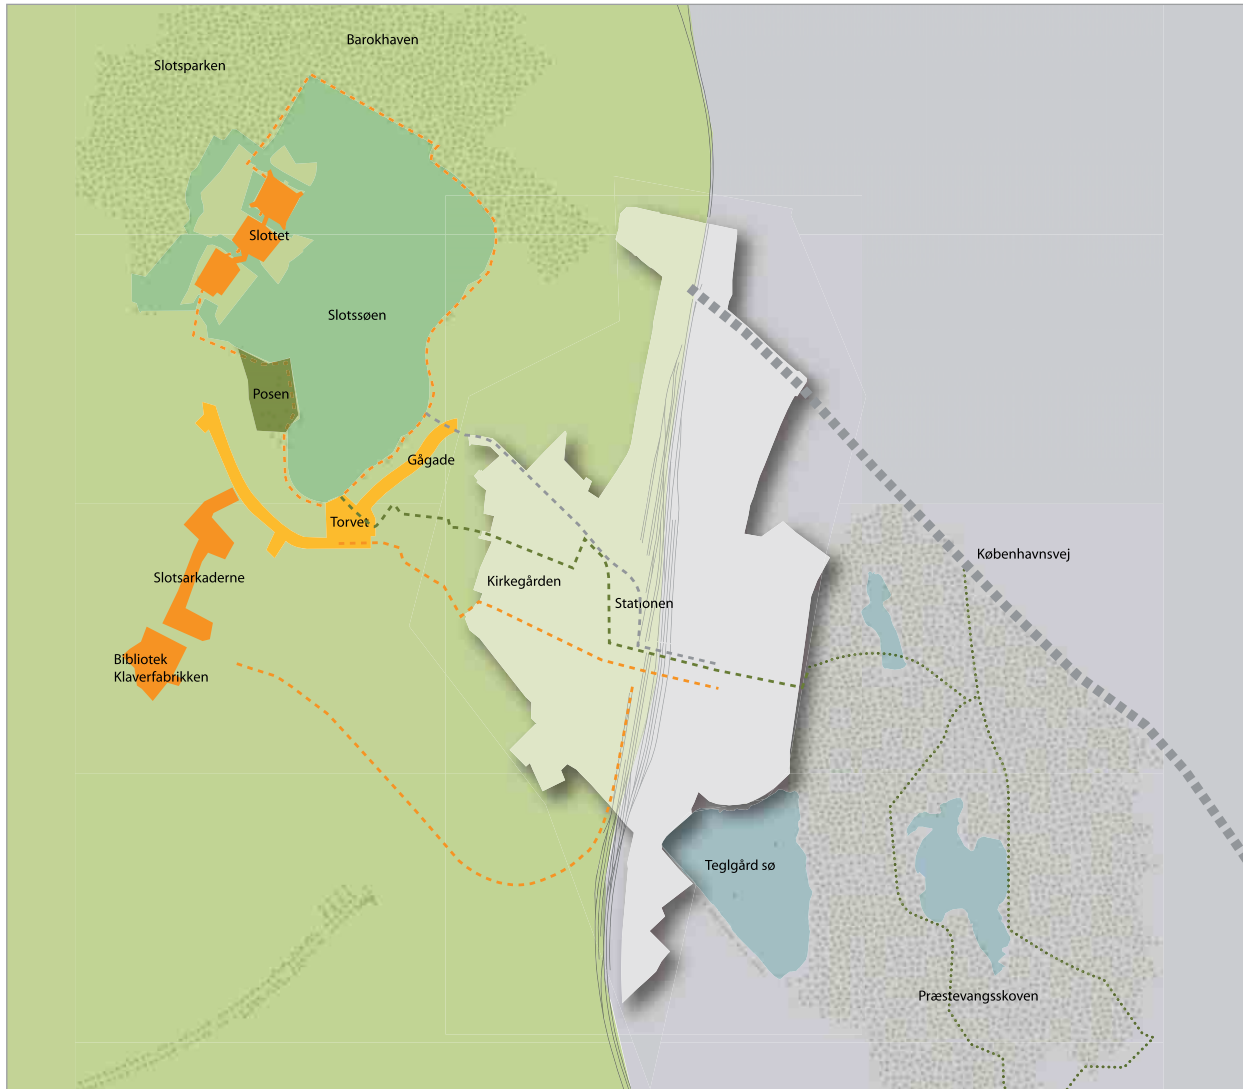 Barokhaven
Slotsparken
Slottet
Slotssøen
Posen
Gågade
Torvet
Københavnsvej
Slotsarkaderne
Kirkegården
Stationen
Bibliotek
Klaverfabrikken
Teglgård sø
Præstevangsskoven